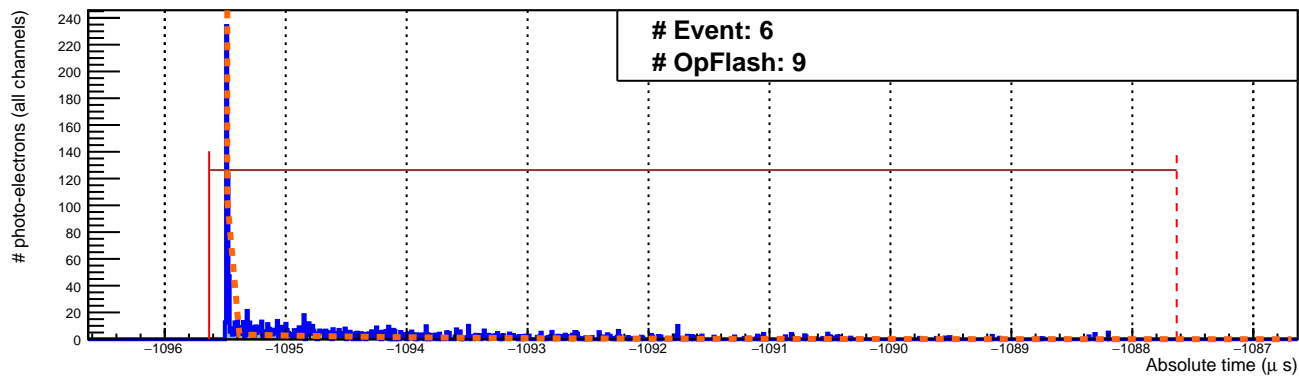 # Event: 6
# OpFlash: 9
# photo-electrons (all channels)
240
220
200
180
160
140
120
100
80
60
40
20
0
−1096 −1095 −1094 −1093 −1092 −1091 −1090 −1089 −1088 −1087
Absolute time (μ s)